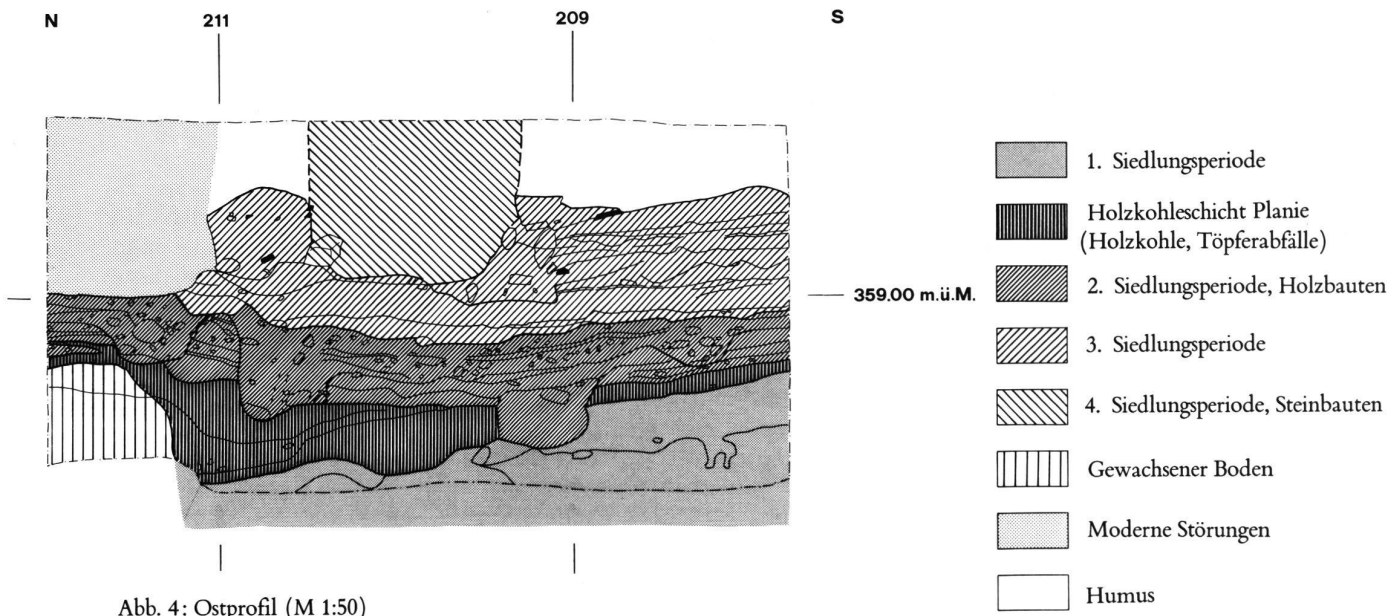 N 211 209 S
359.00 m.ü.M.
1. Siedlungsperiode
Holzkohleschicht Planie
(Holzkohle, Töpferabfälle)
2. Siedlungsperiode, Holzbauten
3. Siedlungsperiode
4. Siedlungsperiode, Steinbauten
Gewachsener Boden
Moderne Störungen
Humus
Abb. 4: Ostprofil (M 1:50)